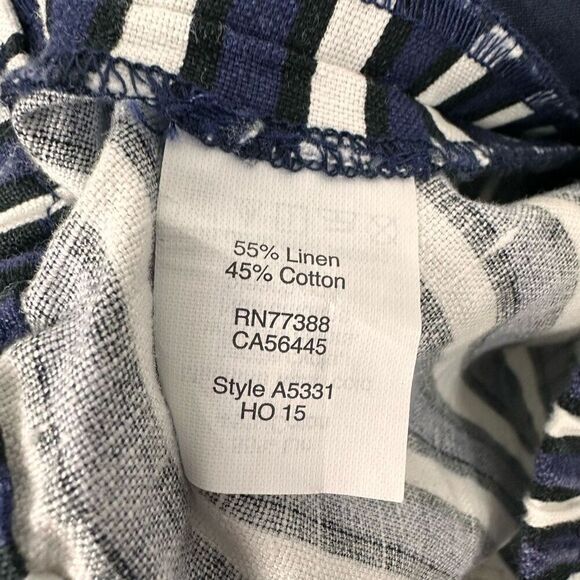 55% Linen
45% Cotton
RN77388
CA56445
Style A5331
HO 15